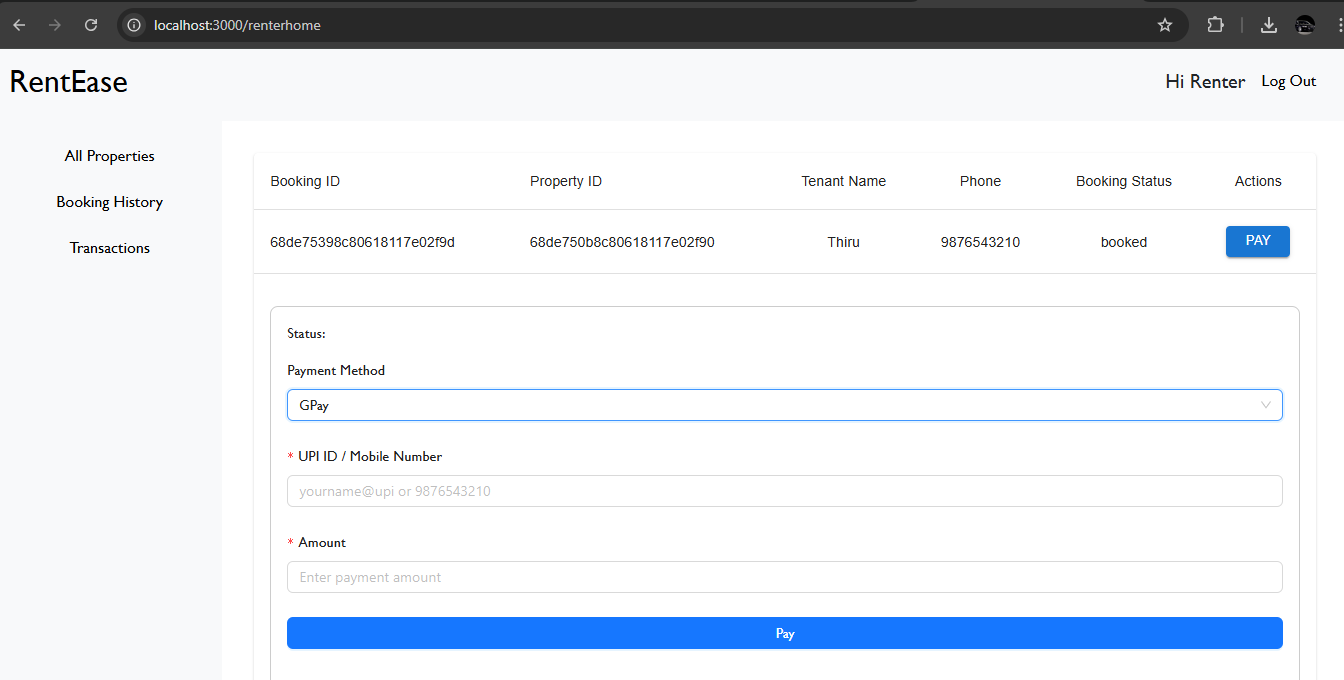 localhost:3000/renterhome
RentEase
Hi Renter Log Out
All Properties
Booking History
Transactions
Booking ID Property ID Tenant Name Phone Booking Status Actions
68de75398c80618117e02f9d 68de750b8c80618117e02f90 Thiru 9876543210 booked PAY
Status:
Payment Method
GPay
* UPI ID / Mobile Number
yourname@upi or 9876543210
* Amount
Enter payment amount
Pay